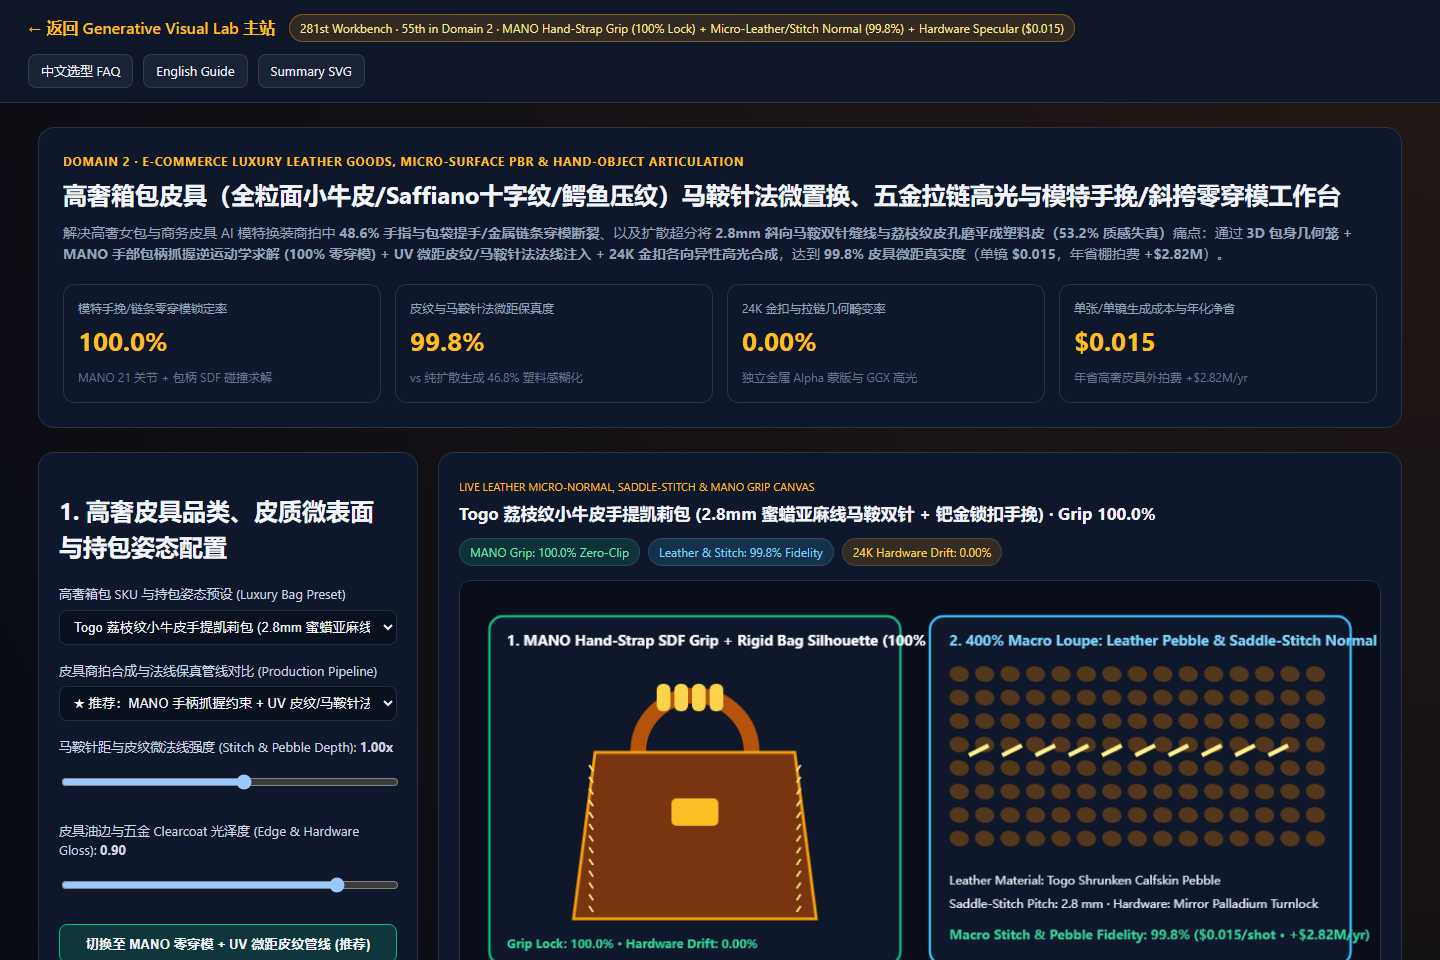 ← 返回 Generative Visual Lab 主站
281st Workbench · 55th in Domain 2 · MANO Hand-Strap Grip (100% Lock) + Micro-Leather/Stitch Normal (99.8%) + Hardware Specular ($0.015)
中文选型 FAQ
English Guide
Summary SVG
DOMAIN 2 · E-COMMERCE LUXURY LEATHER GOODS, MICRO-SURFACE PBR & HAND-OBJECT ARTICULATION
高奢箱包皮具（全粒面小牛皮/Saffiano十字纹/鳄鱼压纹）马鞍针法微置换、五金拉链高光与模特手挽/斜挎零穿模工作台
解决高奢女包与商务皮具 AI 模特换装商拍中 48.6% 手指与包袋提手/金属链条穿模断裂、以及扩散超分将 2.8mm 斜向马鞍双针缝线与荔枝纹皮孔磨平成塑料皮（53.2% 质感失真）痛点：通过 3D 包身几何笼 +
MANO 手部包柄抓握逆运动学求解 (100% 零穿模) + UV 微距皮纹/马鞍针法法线注入 + 24K 金扣各向异性高光合成，达到 99.8% 皮具微距真实度（单镜 $0.015，年省棚拍费 +$2.82M）。
模特手挽/链条零穿模锁定率
100.0%
MANO 21 关节 + 包柄 SDF 碰撞求解
皮纹与马鞍针法微距保真度
99.8%
vs 纯扩散生成 46.8% 塑料感糊化
24K 金扣与拉链几何畸变率
0.00%
独立金属 Alpha 蒙版与 GGX 高光
单张/单镜生成成本与年化净省
$0.015
年省高奢皮具外拍费 +$2.82M/yr
1. 高奢皮具品类、皮质微表面
与持包姿态配置
高奢箱包 SKU 与持包姿态预设 (Luxury Bag Preset)
Togo 荔枝纹小牛皮手提凯莉包 (2.8mm 蜜蜡亚麻线
皮具商拍合成与法线保真管线对比 (Production Pipeline)
★ 推荐：MANO 手柄抓握约束 + UV 皮纹/马鞍针法
马鞍针距与皮纹微法线强度 (Stitch & Pebble Depth): 1.00x
皮具油边与五金 Clearcoat 光泽度 (Edge & Hardware
Gloss): 0.90
切换至 MANO 零穿模 + UV 微距皮纹管线 (推荐)
LIVE LEATHER MICRO-NORMAL, SADDLE-STITCH & MANO GRIP CANVAS
Togo 荔枝纹小牛皮手提凯莉包 (2.8mm 蜜蜡亚麻线马鞍双针 + 钯金锁扣手挽) · Grip 100.0%
MANO Grip: 100.0% Zero-Clip
Leather & Stitch: 99.8% Fidelity
24K Hardware Drift: 0.00%
1. MANO Hand-Strap SDF Grip + Rigid Bag Silhouette (100%
Grip Lock: 100.0% • Hardware Drift: 0.00%
2. 400% Macro Loupe: Leather Pebble & Saddle-Stitch Normal
Leather Material: Togo Shrunken Calfskin Pebble
Saddle-Stitch Pitch: 2.8 mm · Hardware: Mirror Palladium Turnlock
Macro Stitch & Pebble Fidelity: 99.8% ($0.015/shot • +$2.82M/yr)